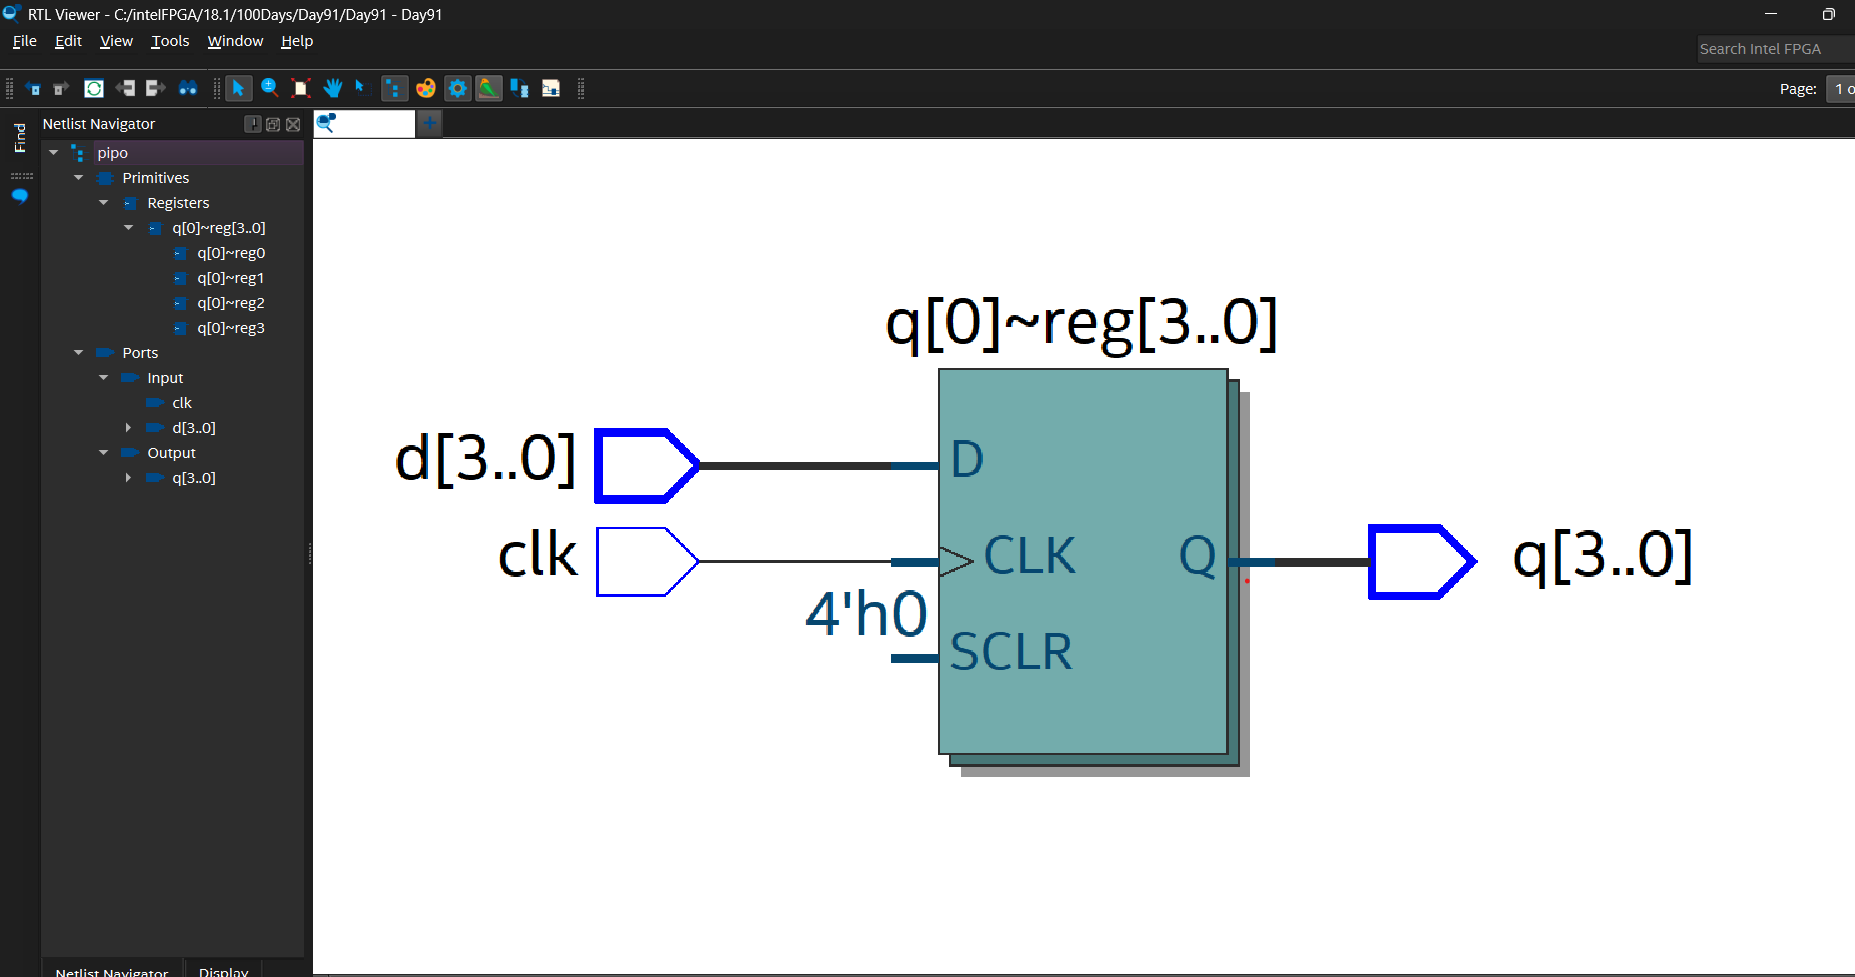 RTL Viewer - C:/intelFPGA/18.1/100Days/Day91/Day91 - Day91
File Edit View Tools Window Help
Search Intel FPGA
Page: 1 o
Find
Netlist Navigator
pipo
Primitives
Registers
q[0]~reg[3..0]
q[0]~reg0
q[0]~reg1
q[0]~reg2
q[0]~reg3
Ports
Input
clk
d[3..0]
Output
q[3..0]
Netlist Navigator Display
q[0]~reg[3..0]
d[3..0]
D
clk
CLK
Q
q[3..0]
4'h0
SCLR